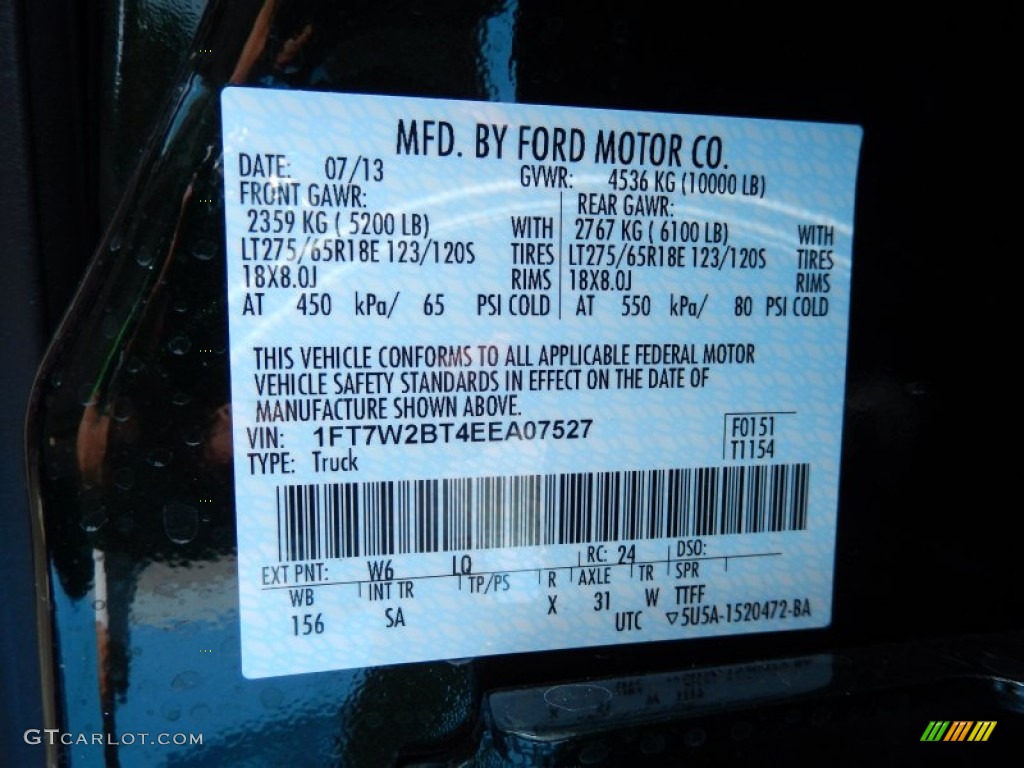 MFD. BY FORD MOTOR CO.
DATE: 07/13 GVWR: 4536 KG (10000 LB)
FRONT GAWR: REAR GAWR:
2359 KG ( 5200 LB) WITH 2767 KG ( 6100 LB) WITH
LT275/65R18E 123/120S TIRES LT275/65R18E 123/120S TIRES
18X8.0J RIMS 18X8.0J RIMS
AT 450 kPa/ 65 PSI COLD AT 550 kPa/ 80 PSI COLD
THIS VEHICLE CONFORMS TO ALL APPLICABLE FEDERAL MOTOR
VEHICLE SAFETY STANDARDS IN EFFECT ON THE DATE OF
MANUFACTURE SHOWN ABOVE.
VIN: 1FT7W2BT4EEA07527 F0151
TYPE: Truck T1154
EXT PNT: W6 LQ RC: 24 DSO:
WB INT TR TP/PS R AXLE TR SPR
156 SA X 31 W TTFF
UTC ▽5U5A-1520472-BA
GTCARLOT.COM